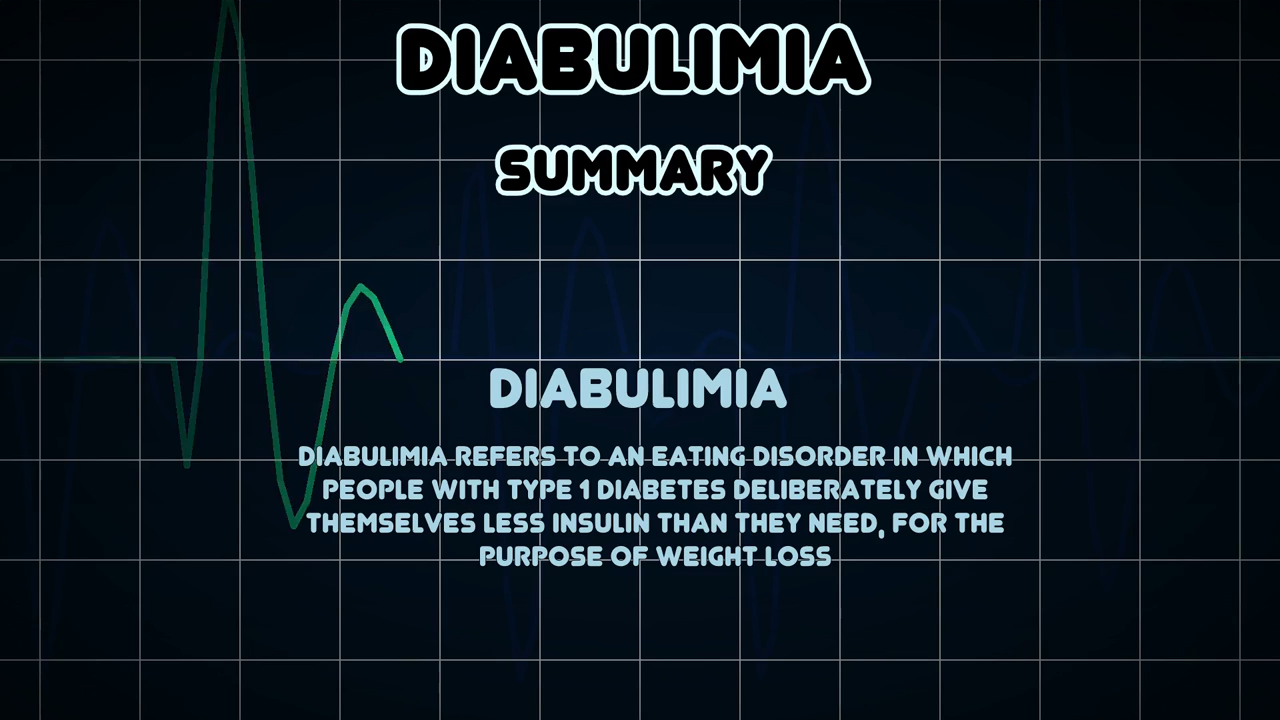 DIABULIMIA
SUMMARY
DIABULIMIA
DIABULIMIA REFERS TO AN EATING DISORDER IN WHICH
PEOPLE WITH TYPE 1 DIABETES DELIBERATELY GIVE
THEMSELVES LESS INSULIN THAN THEY NEED, FOR THE
PURPOSE OF WEIGHT LOSS